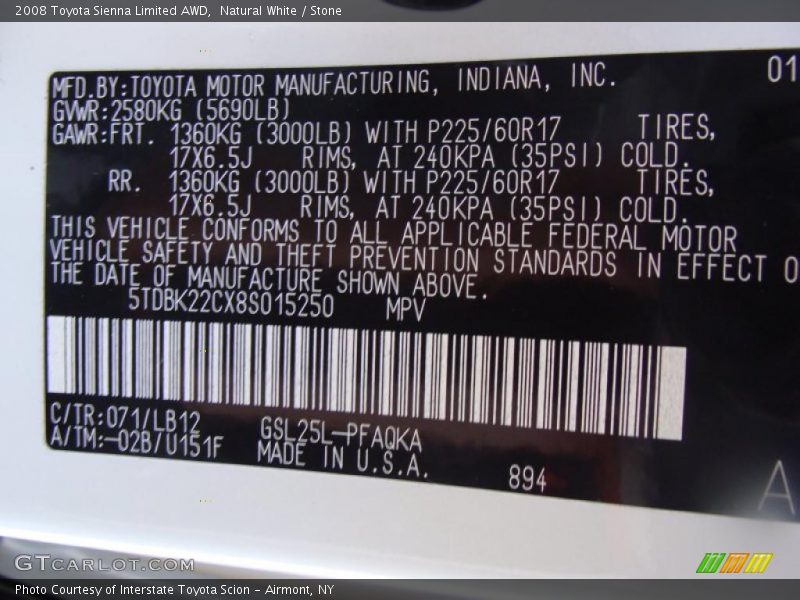 2008 Toyota Sienna Limited AWD, Natural White / Stone
MFD.BY:TOYOTA MOTOR MANUFACTURING, INDIANA, INC. 01
GVWR:2580KG (5690LB)
GAWR:FRT. 1360KG (3000LB) WITH P225/60R17 TIRES,
17X6.5J RIMS, AT 240KPA (35PSI) COLD.
RR. 1360KG (3000LB) WITH P225/60R17 TIRES,
17X6.5J RIMS, AT 240KPA (35PSI) COLD.
THIS VEHICLE CONFORMS TO ALL APPLICABLE FEDERAL MOTOR
VEHICLE SAFETY AND THEFT PREVENTION STANDARDS IN EFFECT O
THE DATE OF MANUFACTURE SHOWN ABOVE.
5TDBK22CX8S015250 MPV
C/TR:071/LB12 GSL25L-PFAQKA
A/TM:-02B/U151F MADE IN U.S.A. 894
A
GTCARLOT.COM
Photo Courtesy of Interstate Toyota Scion - Airmont, NY